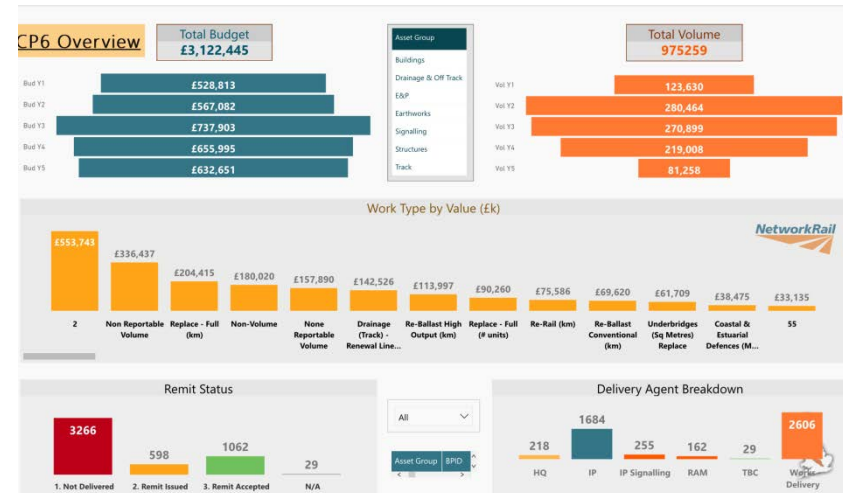 CP6 Overview
Total Budget
£3,122,445
Total Volume
975259
Bud Y1 £528,813
Bud Y2 £567,082
Bud Y3 £737,903
Bud Y4 £655,995
Bud Y5 £632,651
Asset Group
Buildings
Drainage & Off Track
E&P
Earthworks
Signalling
Structures
Track
Vol Y1 123,630
Vol Y2 280,464
Vol Y3 270,899
Vol Y4 219,008
Vol Y5 81,258
Work Type by Value (£k)
NetworkRail
£553,743 £336,437 £204,415 £180,020 £157,890 £142,526 £113,997 £90,260 £75,586 £69,620 £61,709 £38,475 £33,135
2 Non Reportable Replace - Full Non-Volume None Drainage Re-Ballast High Replace - Full Re-Rail (km) Re-Ballast Underbridges Coastal & 55
Volume (km) Reportable (Track) - Output (km) (# units) Conventional (Sq Metres) Estuarial
Volume Renewal Line... (km) Replace Defences (M...
Remit Status
3266 598 1062 29
1. Not Delivered 2. Remit Issued 3. Remit Accepted N/A
All
Asset Group BPID
Delivery Agent Breakdown
218 1684 255 162 29 2606
HQ IP IP Signalling RAM TBC Works
Delivery